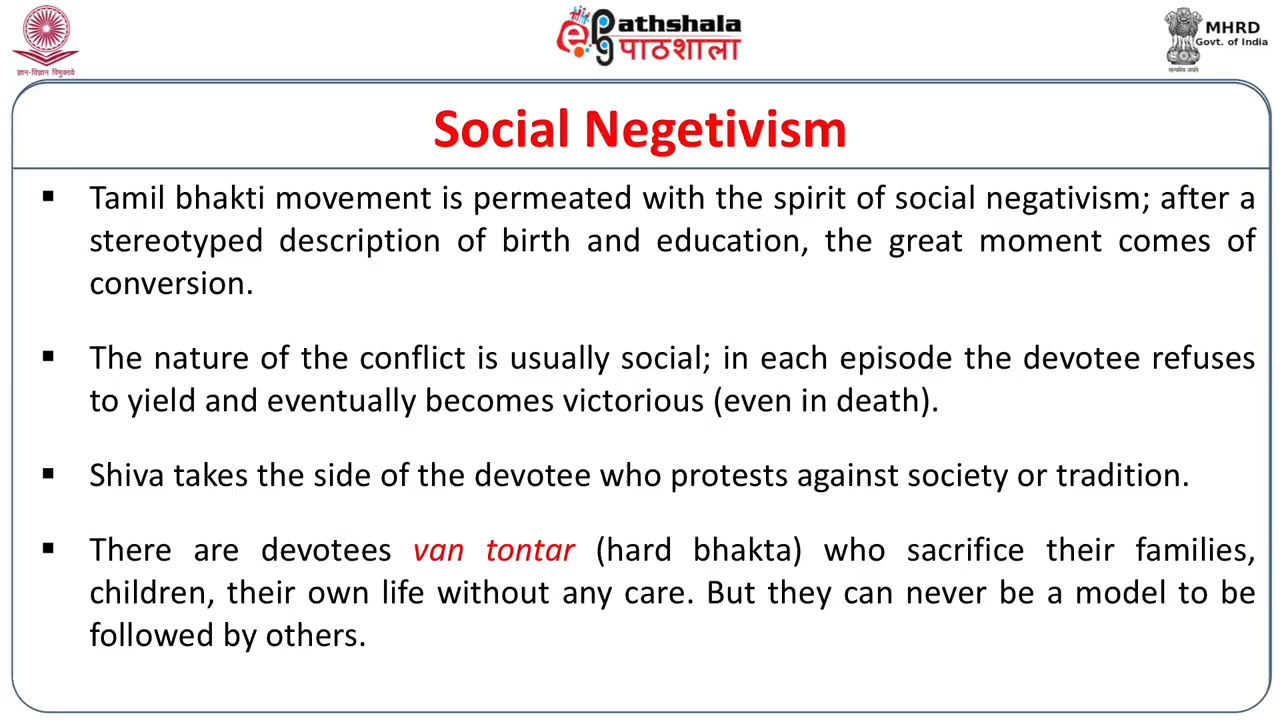 ज्ञान-विज्ञान विमुक्तये
ePG Pathshala
पाठशाला
MHRD
Govt. of India
सत्यमेव जयते
Social Negetivism
▪ Tamil bhakti movement is permeated with the spirit of social negativism; after a
stereotyped description of birth and education, the great moment comes of
conversion.
▪ The nature of the conflict is usually social; in each episode the devotee refuses
to yield and eventually becomes victorious (even in death).
▪ Shiva takes the side of the devotee who protests against society or tradition.
▪ There are devotees van tontar (hard bhakta) who sacrifice their families,
children, their own life without any care. But they can never be a model to be
followed by others.